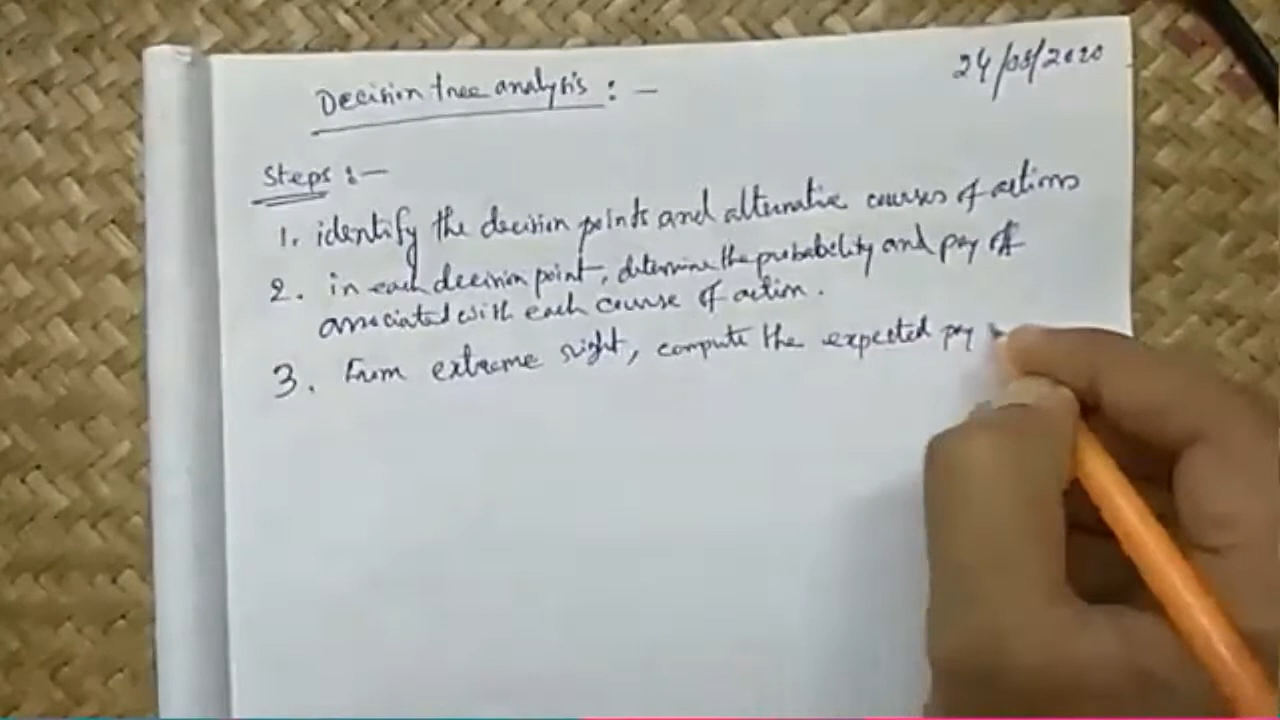 24/08/2020
Decision tree analysis : -
Steps :-
1. identify the decision points and alternative courses of actions
2. in each decision point, determine the probability and pay off
associated with each course of action.
3. From extreme right, compute the expected pay